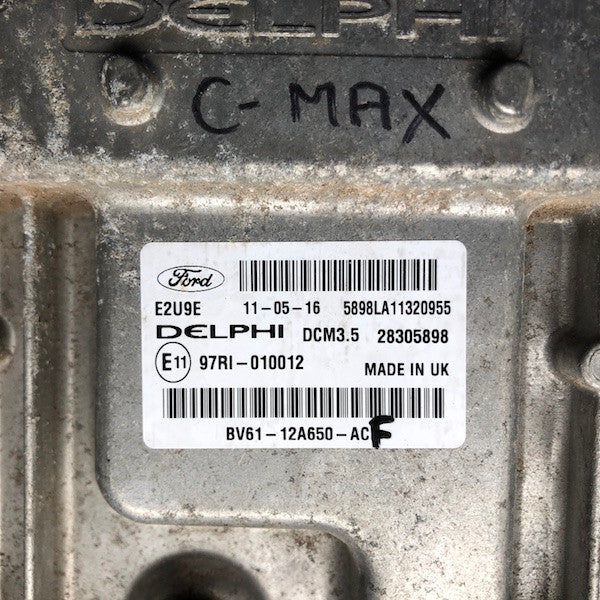 DELPHI
C-MAX
Ford
E2U9E 11-05-16 5898LA11320955
DELPHI DCM3.5 28305898
E11 97RI-010012 MADE IN UK
BV61-12A650-ACF